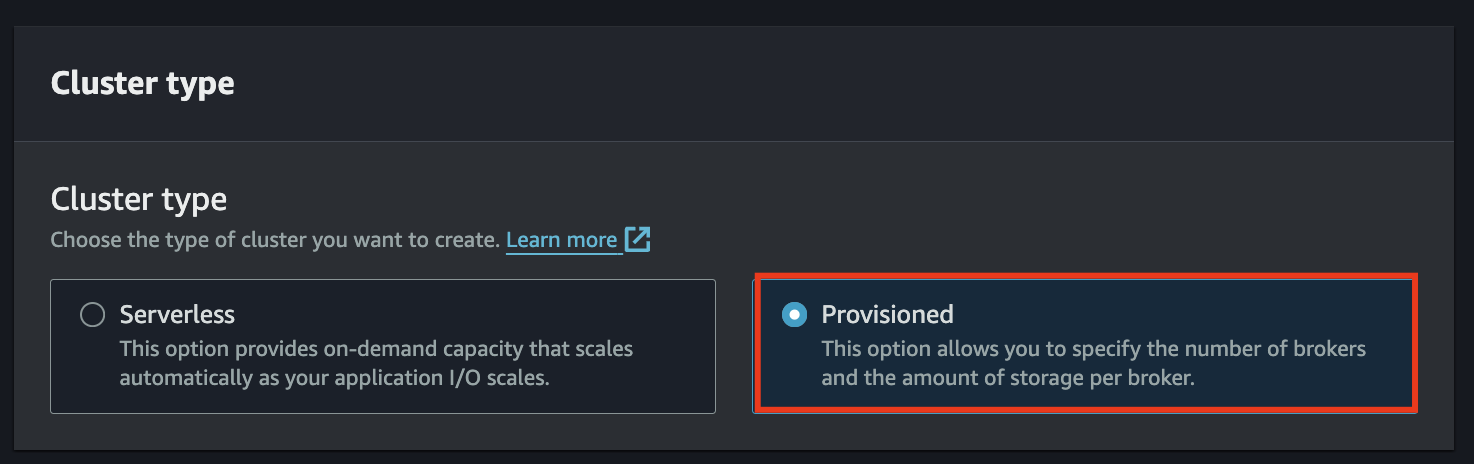 Cluster type
Cluster type
Choose the type of cluster you want to create. Learn more
Serverless
This option provides on-demand capacity that scales
automatically as your application I/O scales.
Provisioned
This option allows you to specify the number of brokers
and the amount of storage per broker.